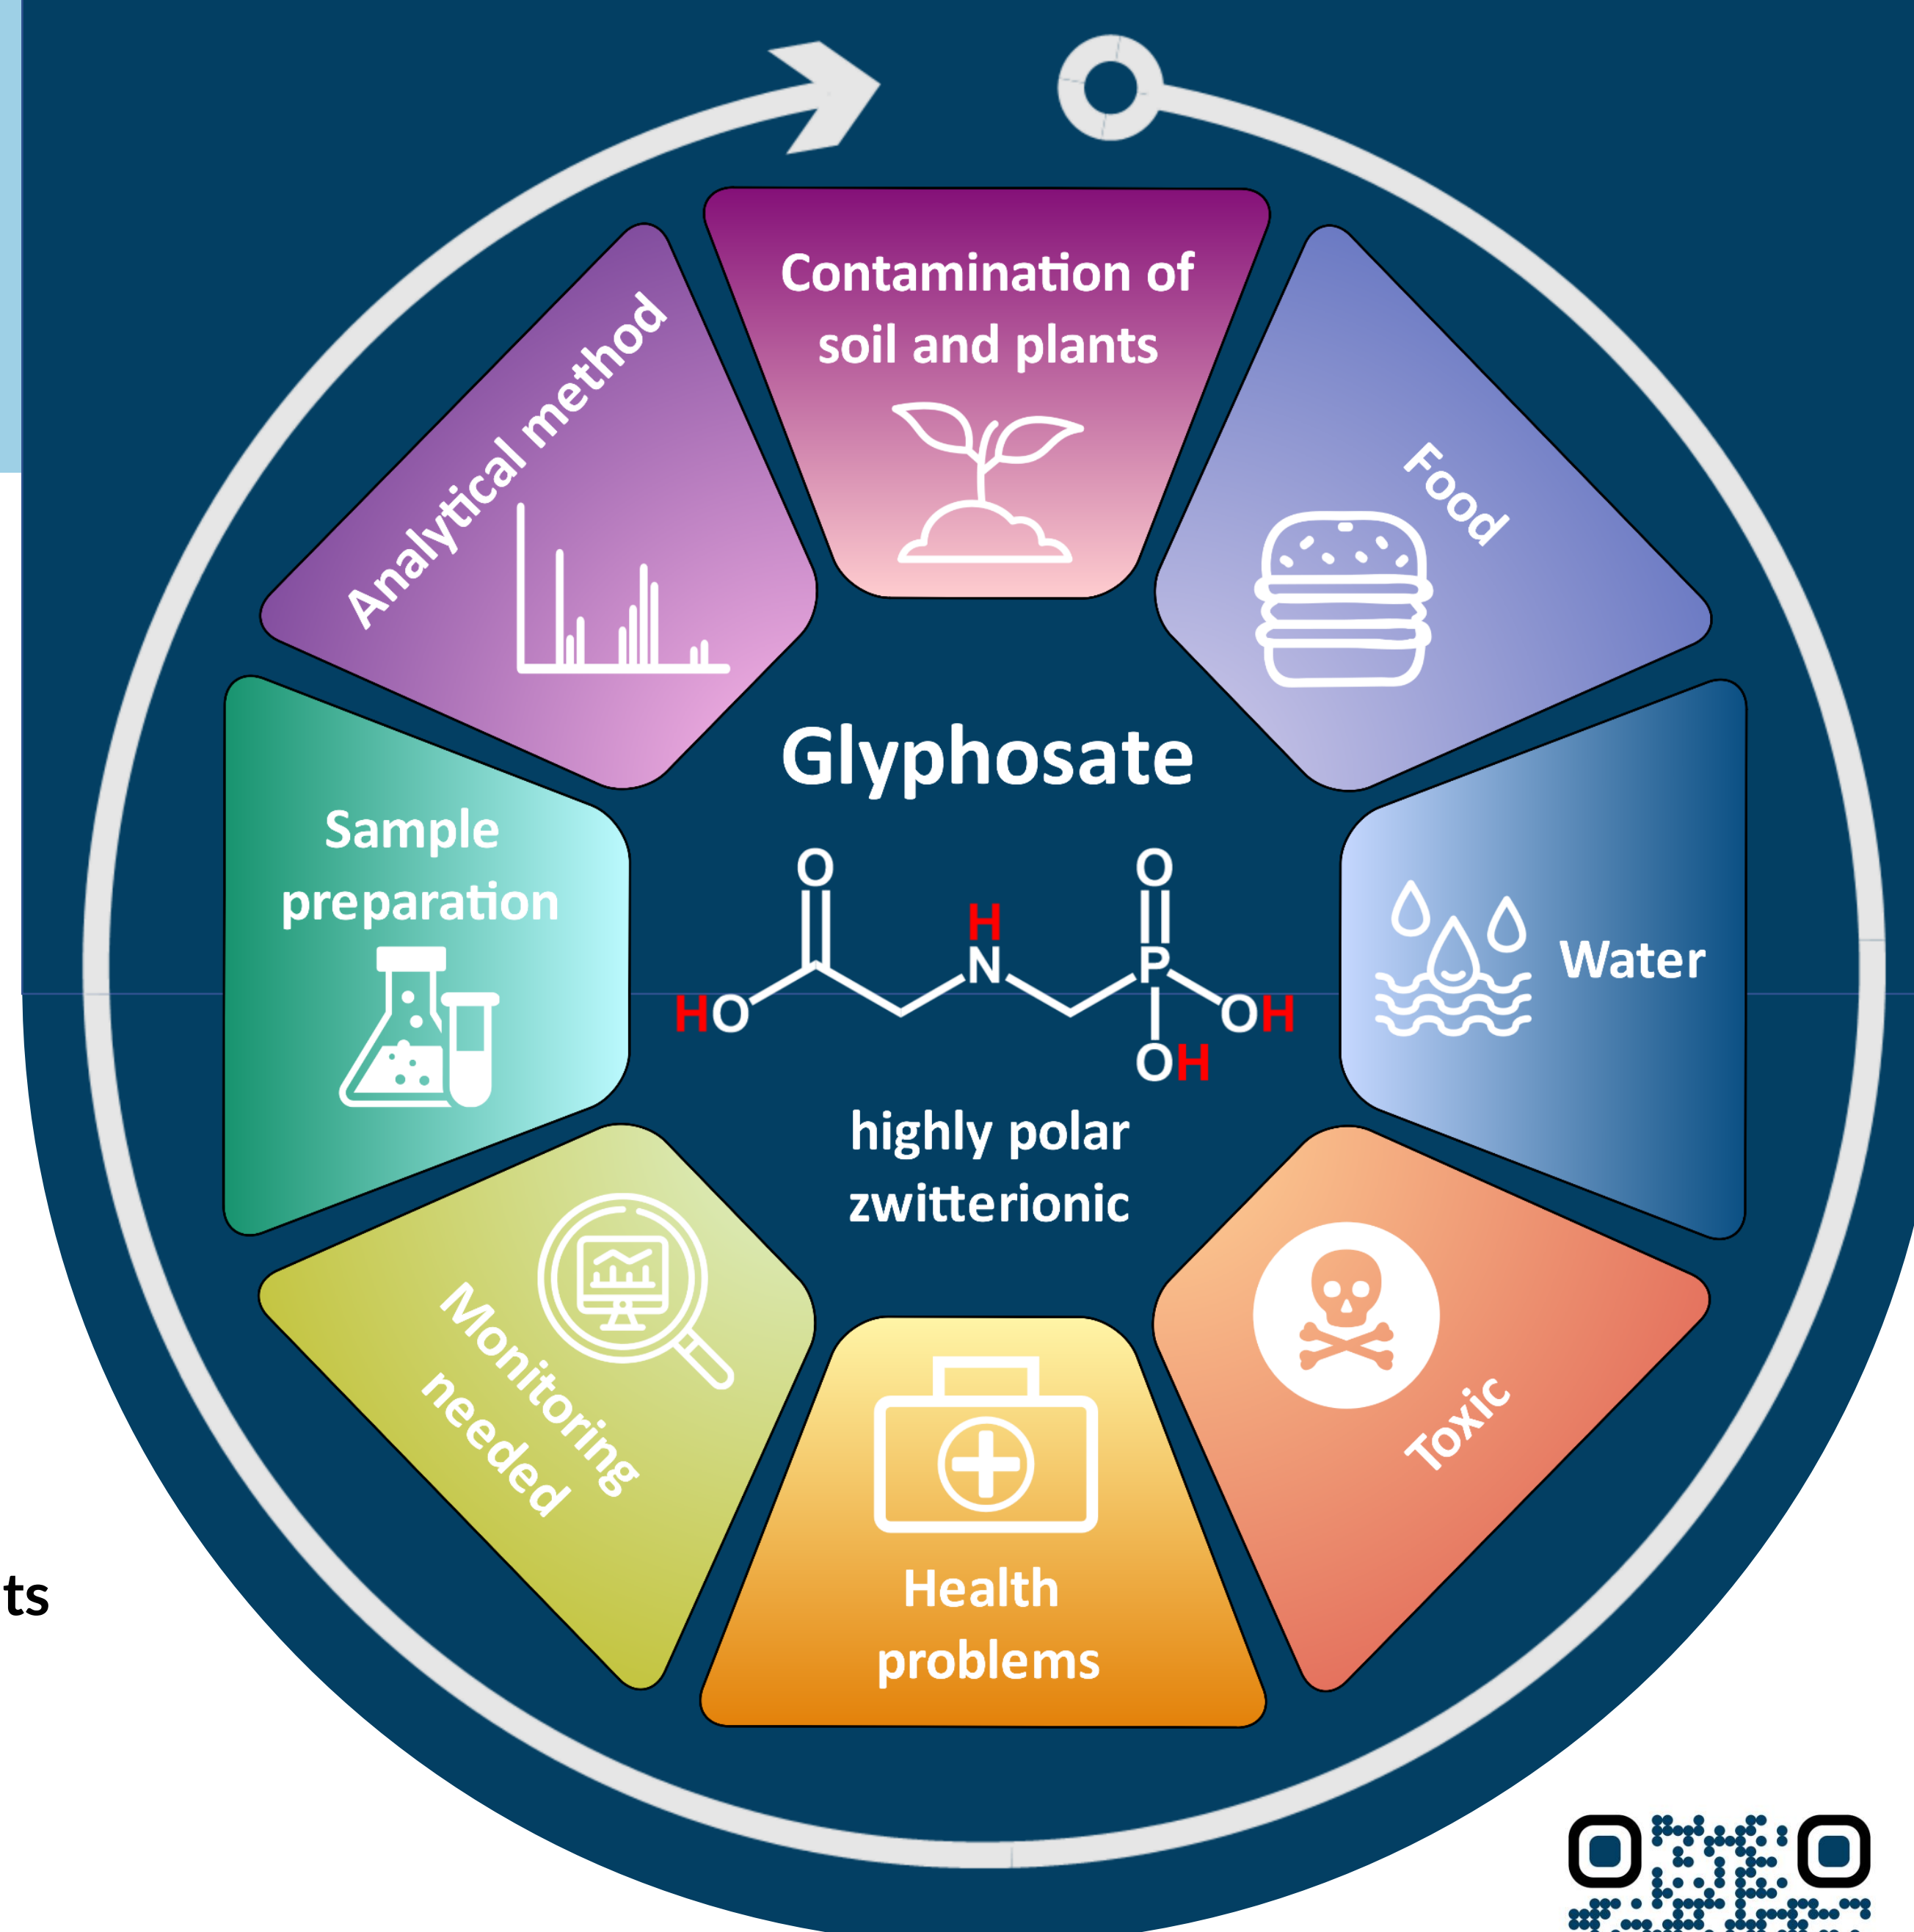 Contamination of
soil and plants
Food
Water
Toxic
Health
problems
Monitoring
needed
Sample
preparation
Analytical method
Glyphosate
O
O
H
N
P
HO
OH
OH
highly polar
zwitterionic
ts